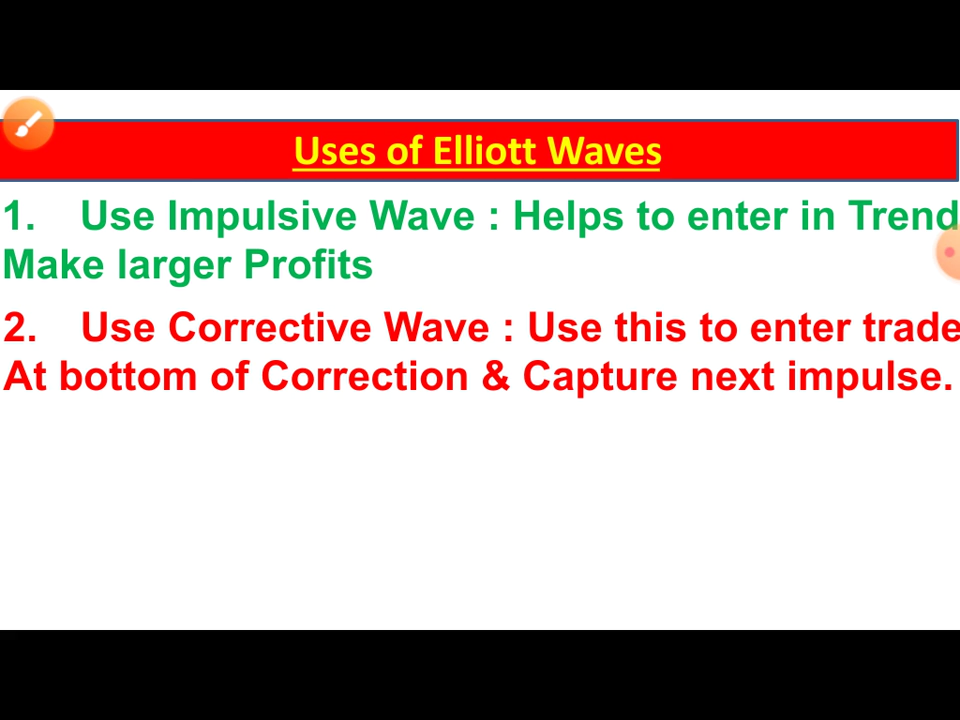 Uses of Elliott Waves
1. Use Impulsive Wave : Helps to enter in Trend
Make larger Profits
2. Use Corrective Wave : Use this to enter trade
At bottom of Correction & Capture next impulse.